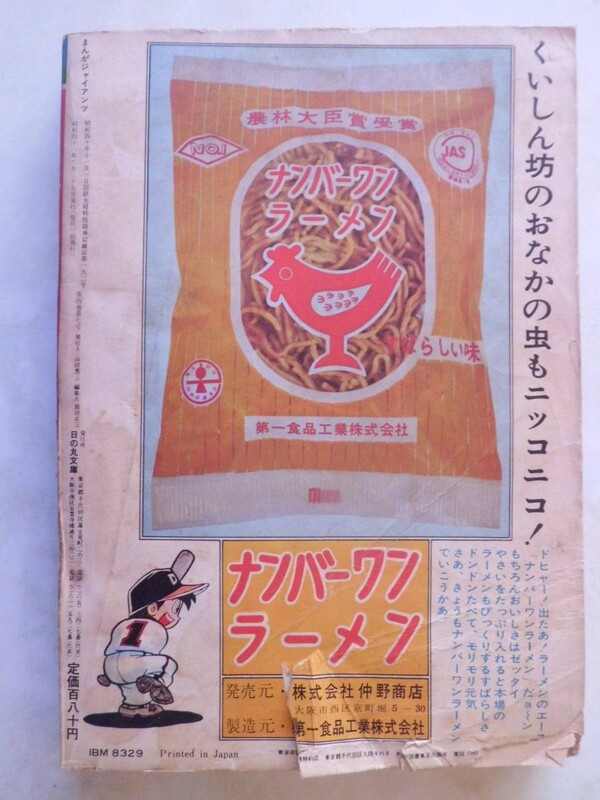 くいしん坊のおなかの虫もニッコニコ!
農林大臣賞受賞
NO.1
JAS
ナンバーワン
ラーメン
らしい味
第一食品工業株式会社
ドヒャー!出たあ!ラーメンのエー
ナンバーワンラーメン だョ〜ン
もちろんおいしさはゼッタイ
やさいをたっぷり入れると本場の
ラーメンもびっくりするすばらしさ
ドンドンたべて、モリモリ元気
さあ、きょうもナンバーワンラーメン
でいこうかあ。
ナンバーワン
ラーメン
発売元・株式会社 仲野商店
大阪市西区京町堀 5―30
製造元・第一食品工業株式会社
1
まんがジャイアンツ
日の丸文庫
定価百八十円
IBM 8329
Printed in Japan